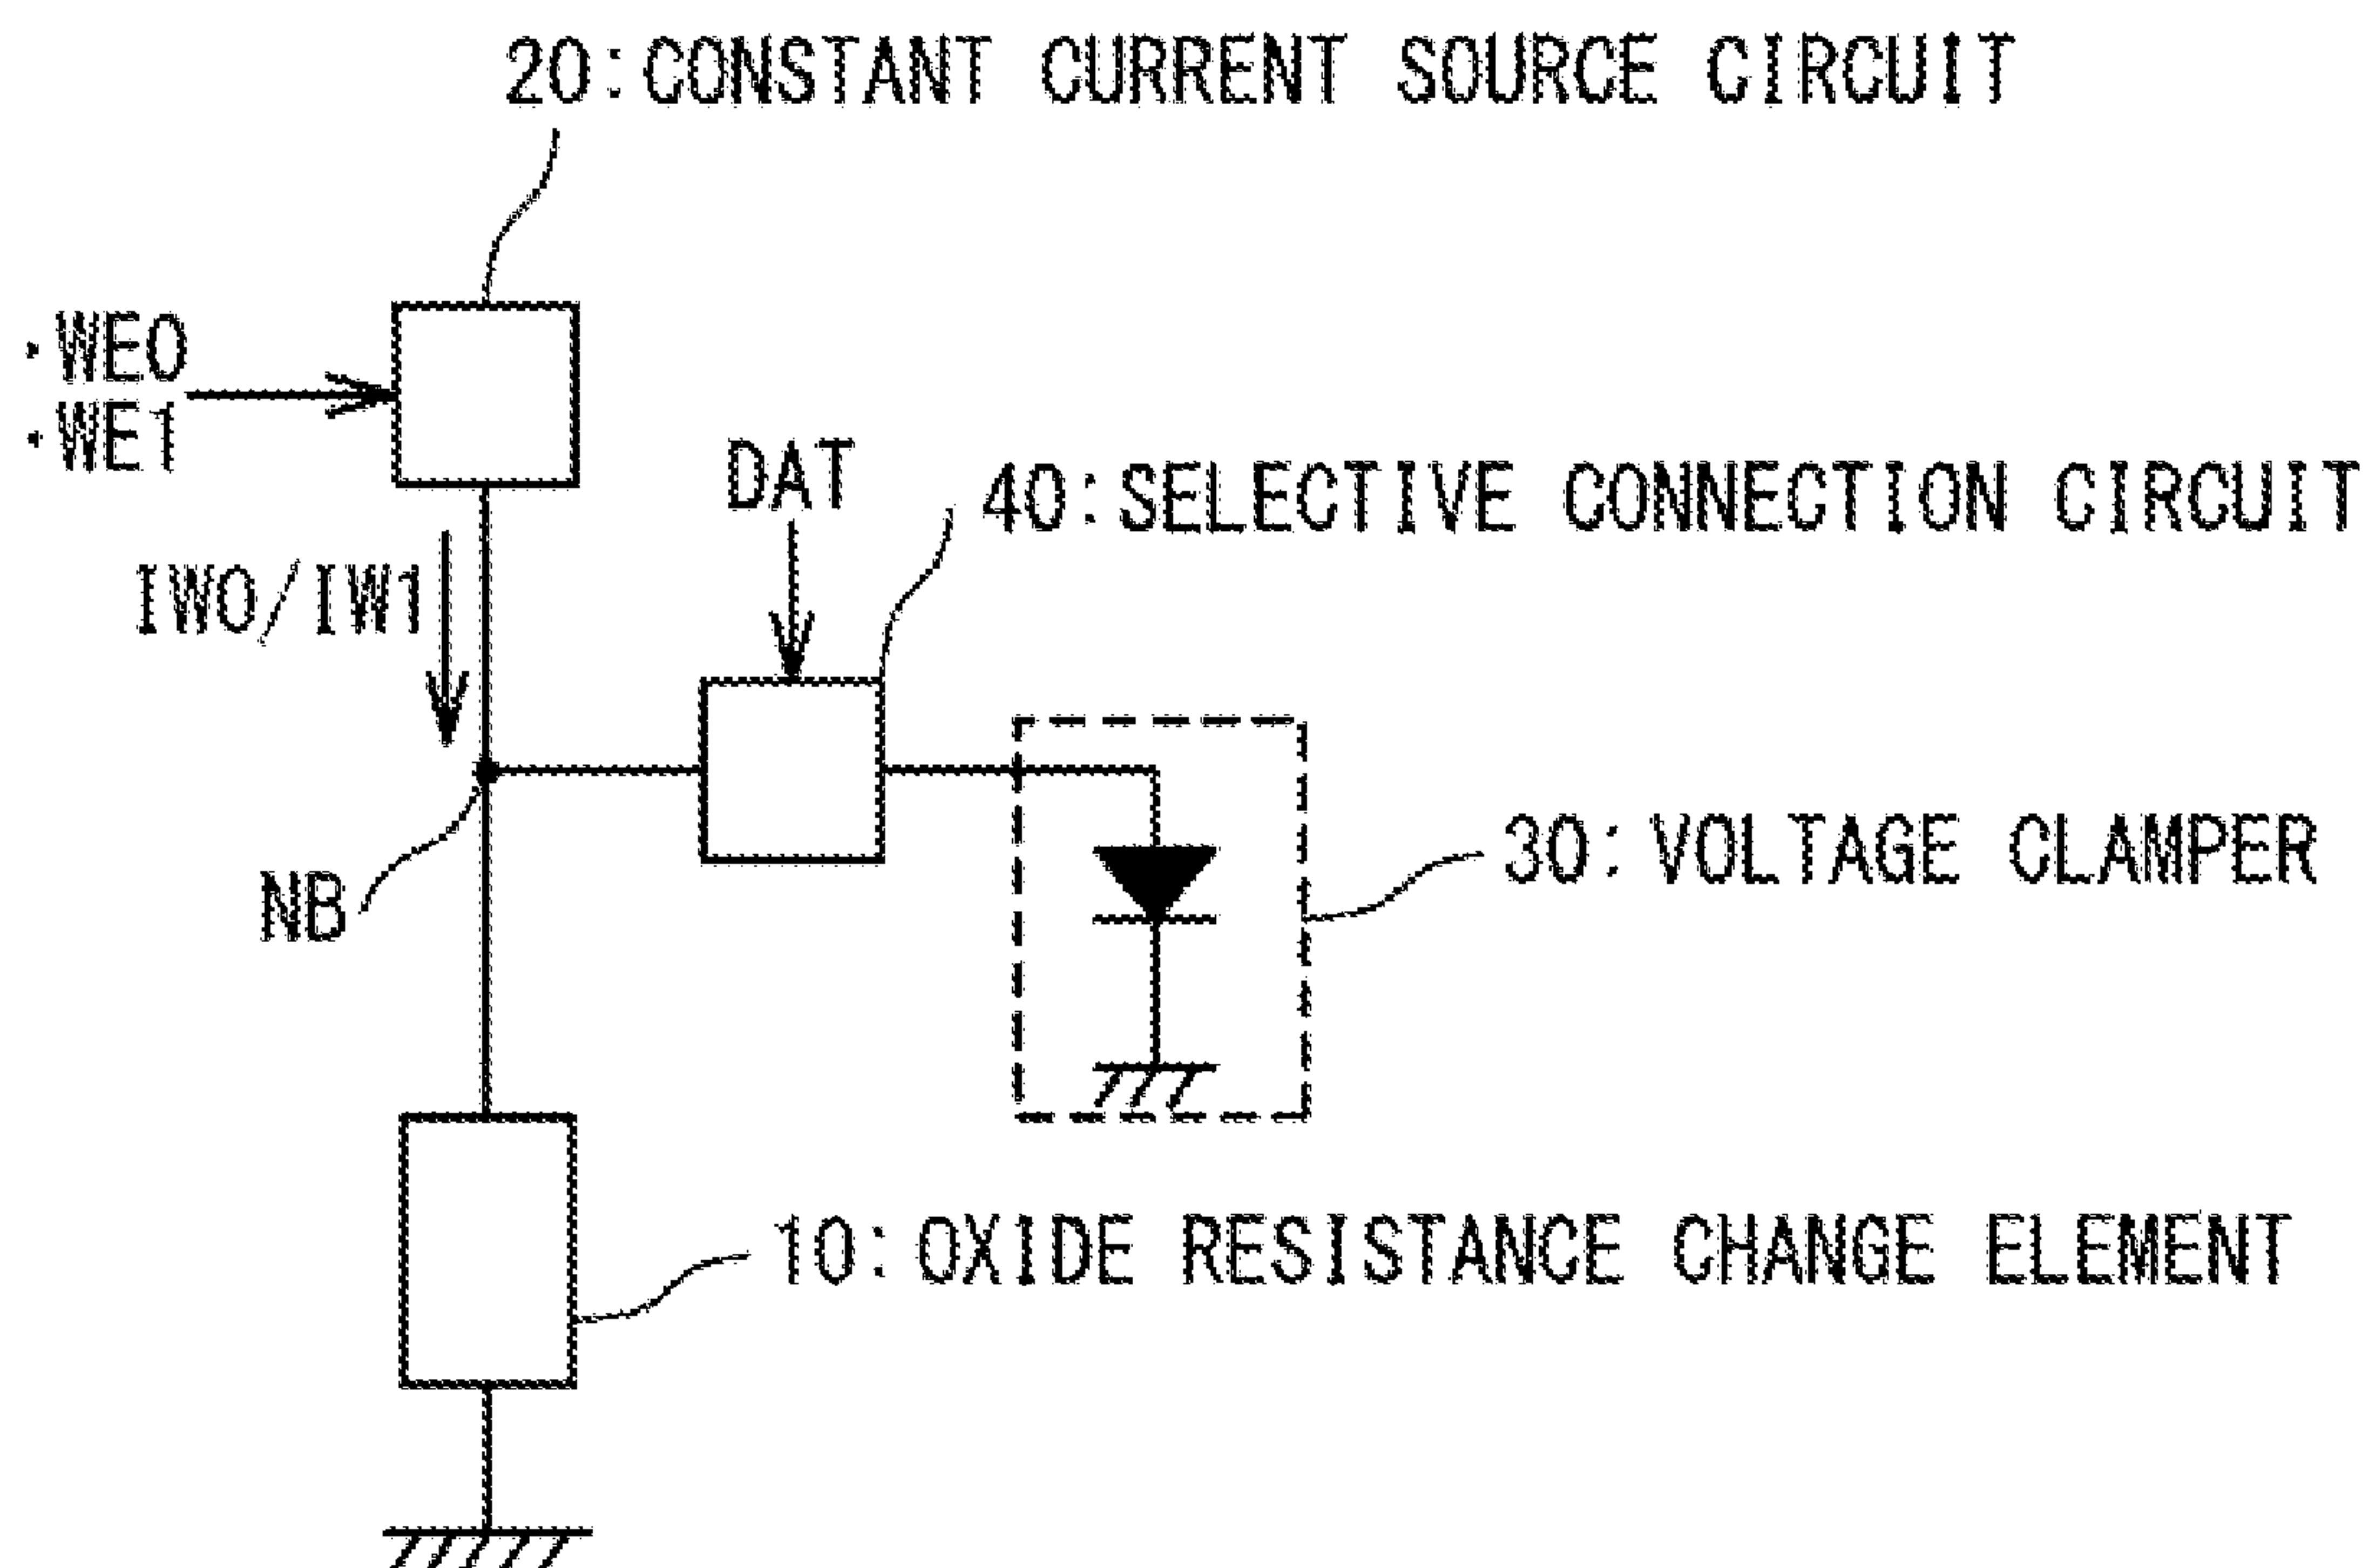 20:CONSTANT CURRENT SOURCE CIRCUIT
·WE0
·WE1
DAT
40:SELECTIVE CONNECTION CIRCUIT
IW0/IW1
30:VOLTAGE CLAMPER
NB
10:OXIDE RESISTANCE CHANGE ELEMENT